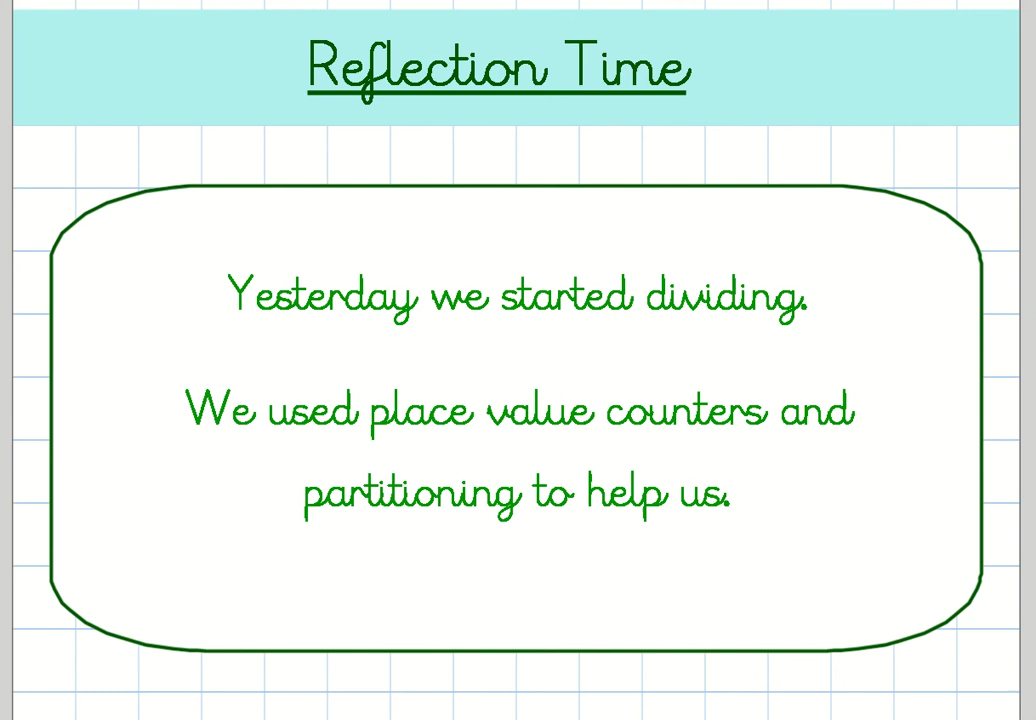 Reflection Time
Yesterday we started dividing.
We used place value counters and
partitioning to help us.